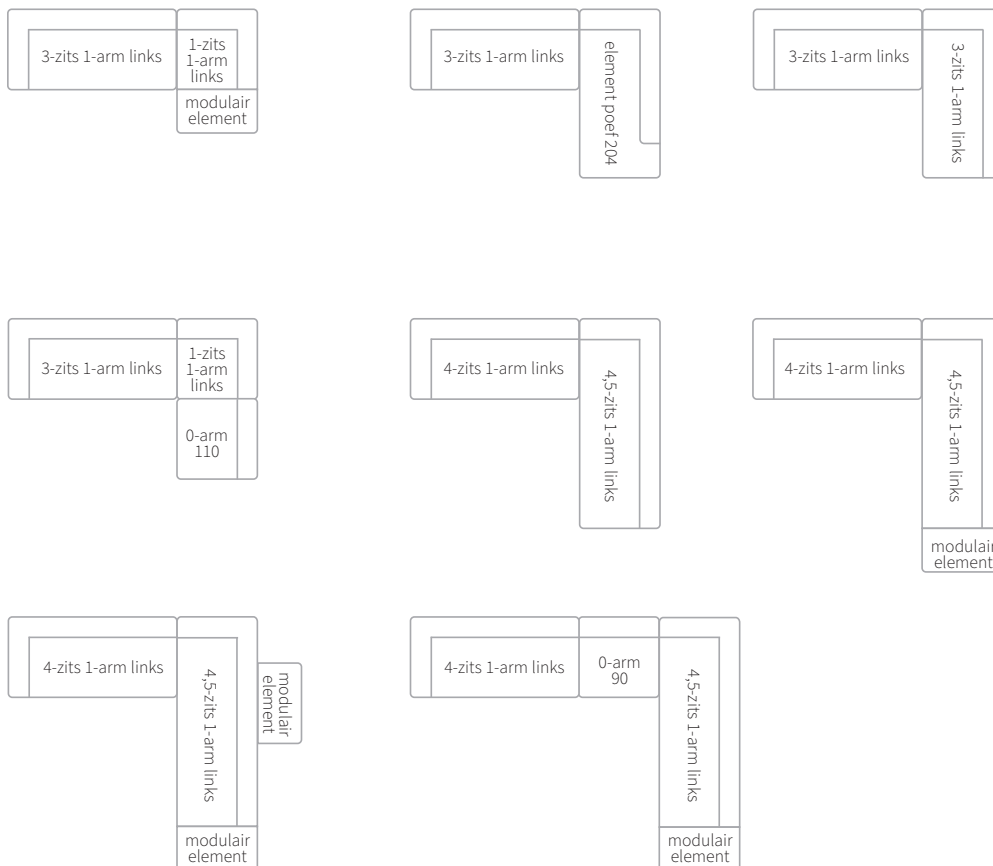 3-zits 1-arm links
1-zits
1-arm
links
modulair
element
3-zits 1-arm links
element poef 204
3-zits 1-arm links
3-zits 1-arm links
3-zits 1-arm links
1-zits
1-arm
links
0-arm
110
4-zits 1-arm links
4,5-zits 1-arm links
4-zits 1-arm links
4,5-zits 1-arm links
modulair
element
4-zits 1-arm links
4,5-zits 1-arm links
modulair
element
modulair
element
4-zits 1-arm links
0-arm
90
4,5-zits 1-arm links
modulair
element